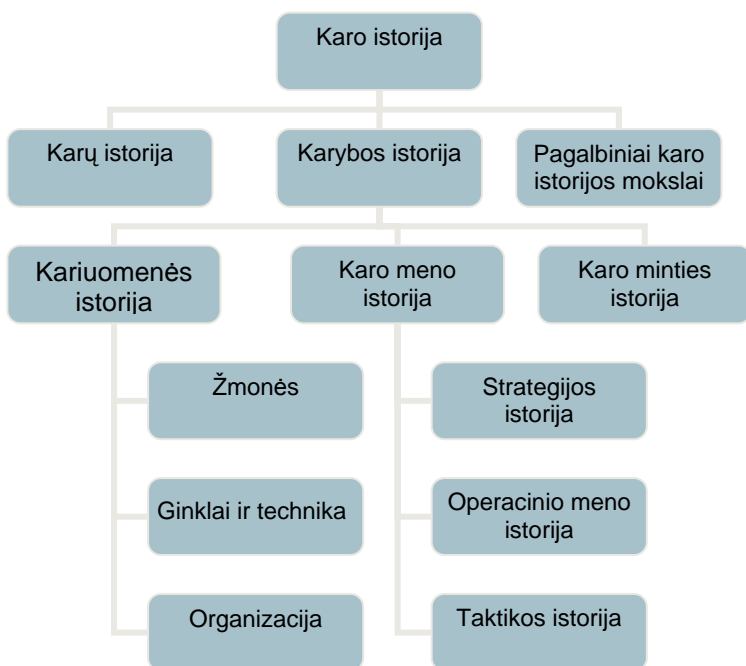 Karo istorija
Karų istorija
Karybos istorija
Pagalbiniai karo
istorijos mokslai
Kariuomenės
istorija
Karo meno
istorija
Karo minties
istorija
Žmonės
Strategijos
istorija
Ginklai ir technika
Operacinio meno
istorija
Organizacija
Taktikos istorija